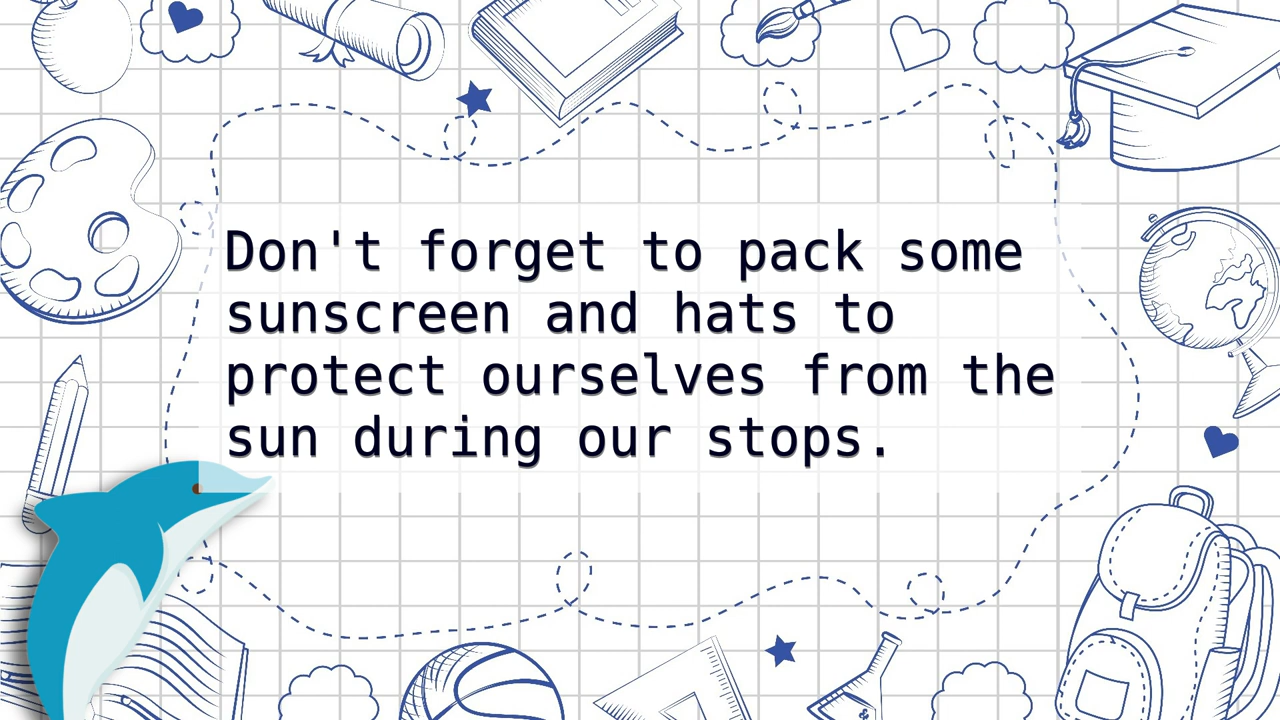 Don't forget to pack some
sunscreen and hats to
protect ourselves from the
sun during our stops.